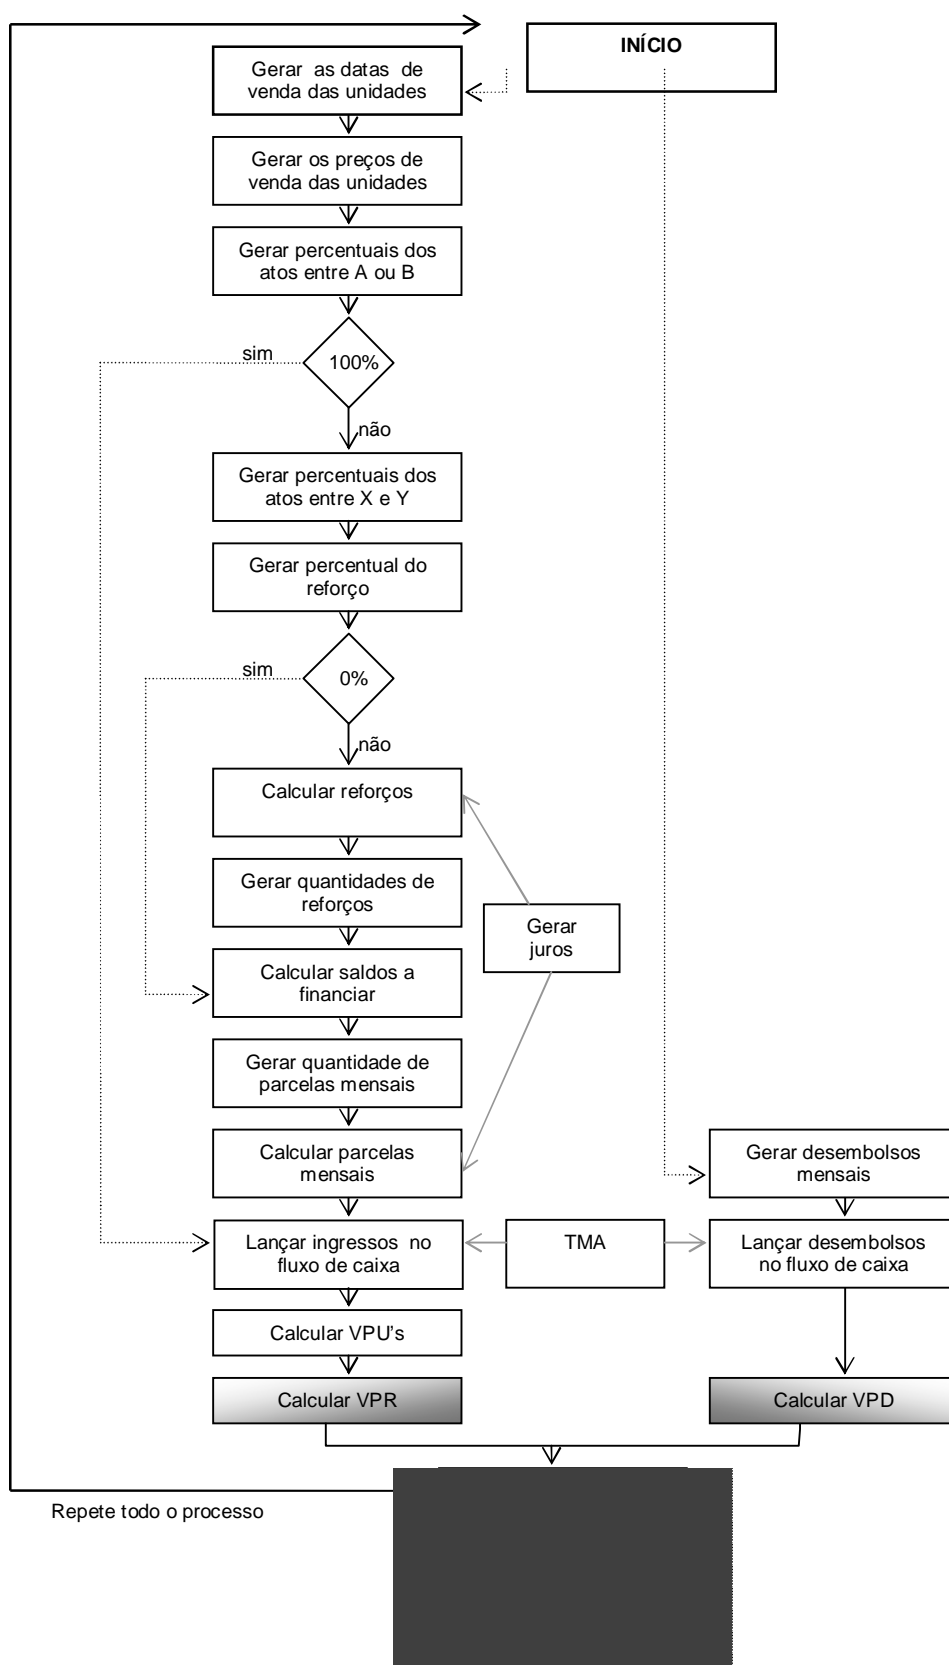 INÍCIO
Gerar as datas de
venda das unidades
Gerar os preços de
venda das unidades
Gerar percentuais dos
atos entre A ou B
sim
100%
não
Gerar percentuais dos
atos entre X e Y
Gerar percentual do
reforço
sim
0%
não
Calcular reforços
Gerar quantidades de
reforços
Gerar
juros
Calcular saldos a
financiar
Gerar quantidade de
parcelas mensais
Calcular parcelas
mensais
Gerar desembolsos
mensais
Lançar ingressos no
fluxo de caixa
TMA
Lançar desembolsos
no fluxo de caixa
Calcular VPU's
Calcular VPR
Calcular VPD
Repete todo o processo